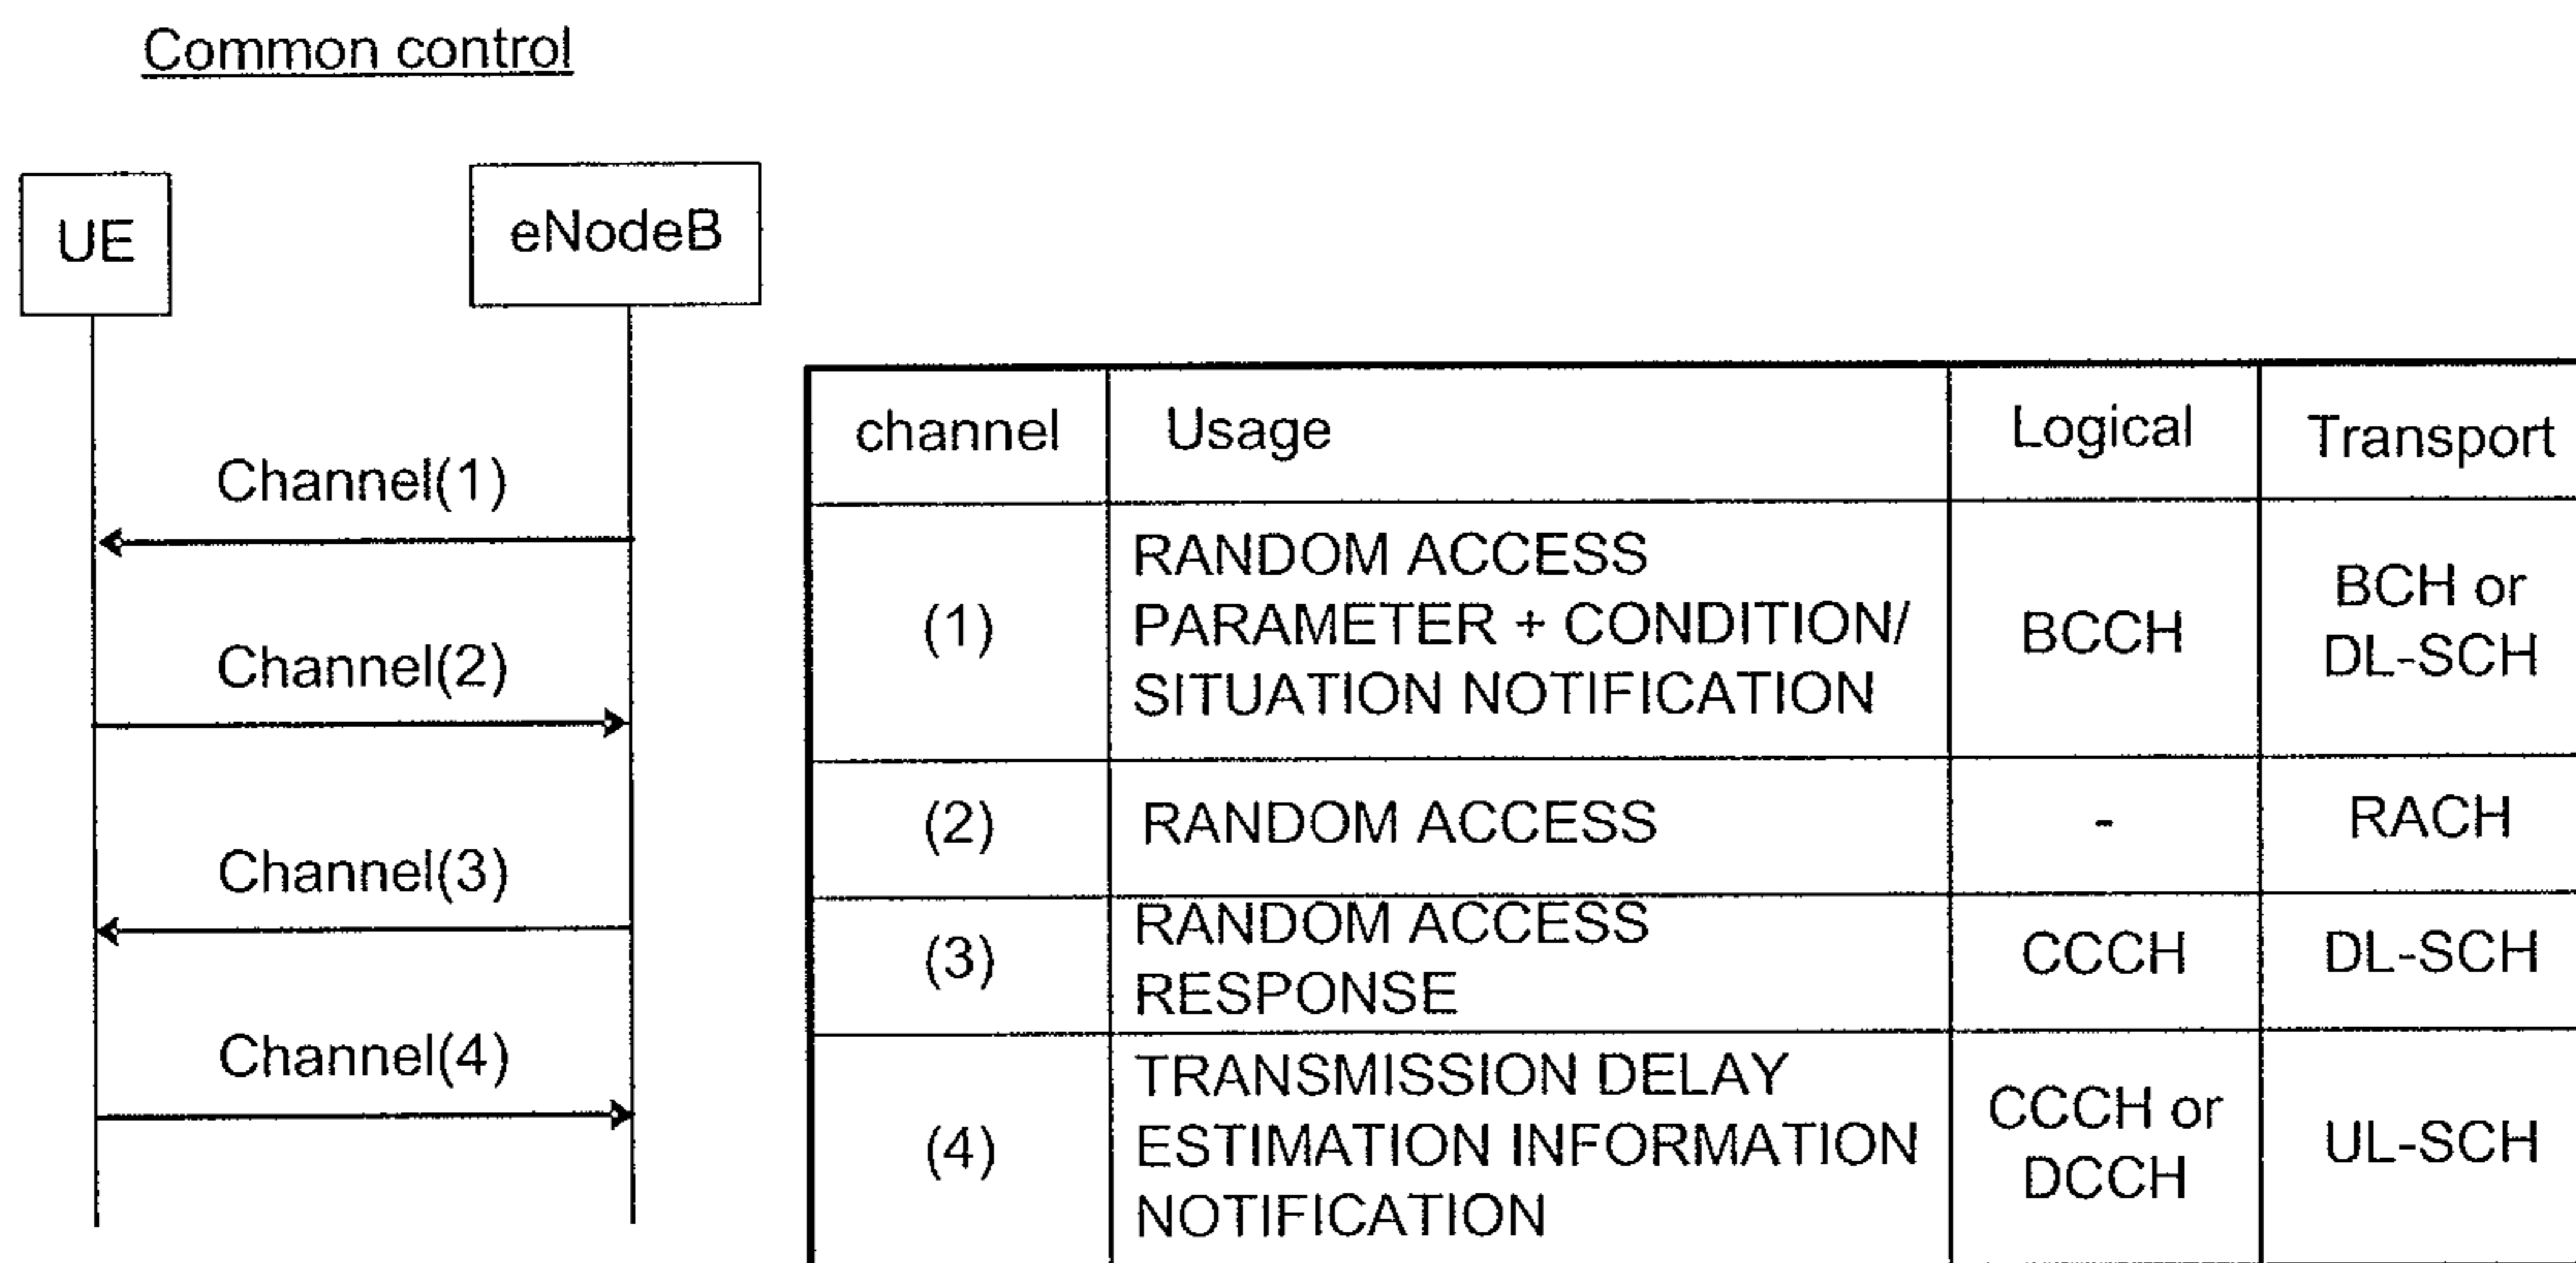 Common control
UE
eNodeB
Channel(1)
Channel(2)
Channel(3)
Channel(4)
channel
Usage
Logical
Transport
(1)
RANDOM ACCESS
PARAMETER + CONDITION/
SITUATION NOTIFICATION
BCCH
BCH or
DL-SCH
(2)
RANDOM ACCESS
-
RACH
(3)
RANDOM ACCESS
RESPONSE
CCCH
DL-SCH
(4)
TRANSMISSION DELAY
ESTIMATION INFORMATION
NOTIFICATION
CCCH or
DCCH
UL-SCH